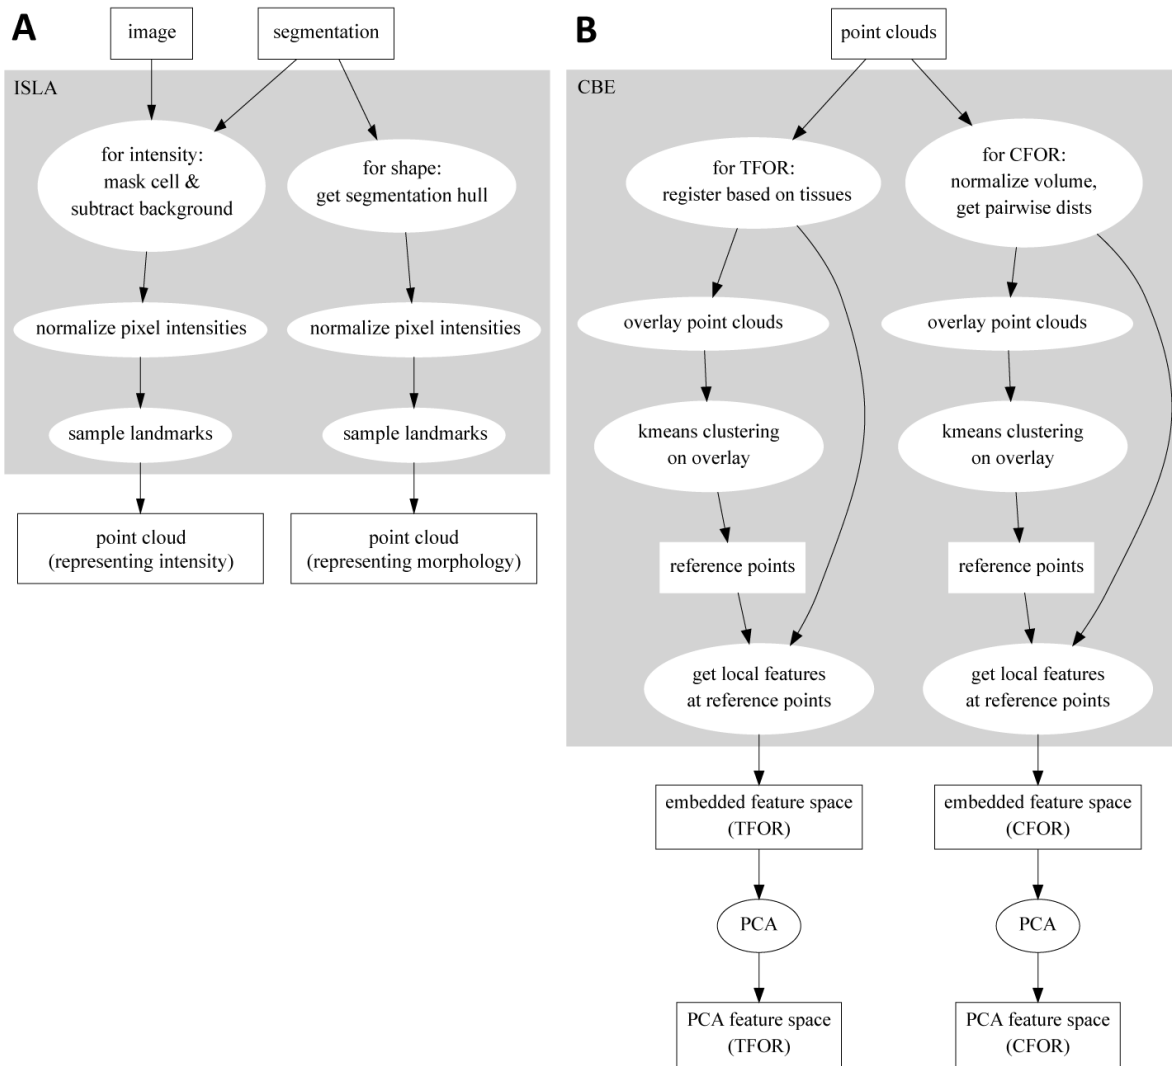 A
image
segmentation
ISLA
for intensity:
mask cell &
subtract background
for shape:
get segmentation hull
normalize pixel intensities
normalize pixel intensities
sample landmarks
sample landmarks
point cloud
(representing intensity)
point cloud
(representing morphology)
B
point clouds
CBE
for TFOR:
register based on tissues
for CFOR:
normalize volume,
get pairwise dists
overlay point clouds
overlay point clouds
kmeans clustering
on overlay
kmeans clustering
on overlay
reference points
reference points
get local features
at reference points
get local features
at reference points
embedded feature space
(TFOR)
embedded feature space
(CFOR)
PCA
PCA
PCA feature space
(TFOR)
PCA feature space
(CFOR)